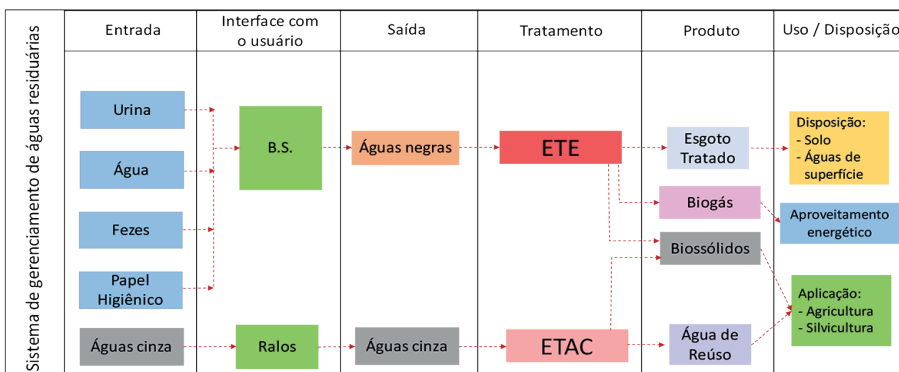 Sistema de gerenciamento de águas residuárias
Entrada
Interface com
o usuário
Saída
Tratamento
Produto
Uso / Disposição
Urina
Água
Fezes
Papel
Higiênico
Águas cinza
B.S.
Ralos
Águas negras
Águas cinza
ETE
ETAC
Esgoto
Tratado
Biogás
Biossólidos
Água de
Reúso
Disposição:
- Solo
- Águas de
superfície
Aproveitamento
energético
Aplicação:
- Agricultura
- Silvicultura